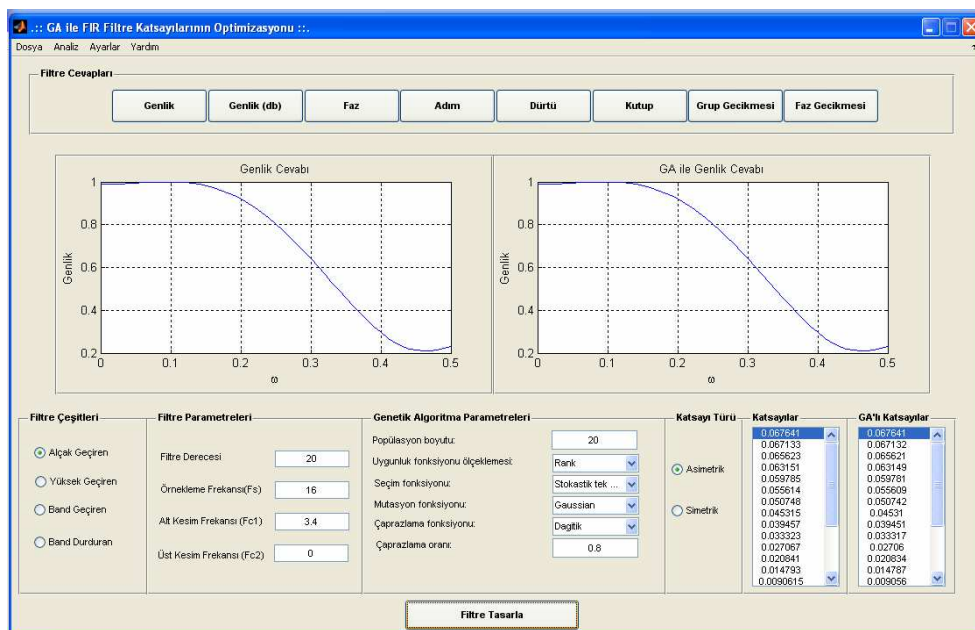 .:: GA ile FIR Filtre Katsayılarının Optimizasyonu ::.
Dosya Analiz Ayarlar Yardım
Filtre Cevapları
Genlik Genlik (db) Faz Adım Dürtü Kutup Grup Gecikmesi Faz Gecikmesi
Genlik Cevabı
Genlik
1
0.8
0.6
0.4
0.2
0 0.1 0.2 0.3 0.4 0.5
ω
GA ile Genlik Cevabı
Genlik
1
0.8
0.6
0.4
0.2
0 0.1 0.2 0.3 0.4 0.5
ω
Filtre Çeşitleri
Alçak Geçiren
Yüksek Geçiren
Band Geçiren
Band Durduran
Filtre Parametreleri
Filtre Derecesi 20
Örnekleme Frekansı(Fs) 16
Alt Kesim Frekansı (Fc1) 3.4
Üst Kesim Frekansı (Fc2) 0
Genetik Algoritma Parametreleri
Popülasyon boyutu: 20
Uygunluk fonksiyonu ölçeklemesi: Rank
Seçim fonksiyonu: Stokastik tek ...
Mutasyon fonksiyonu: Gaussian
Çaprazlama fonksiyonu: Dagitik
Çaprazlama oranı: 0.8
Katsayı Türü
Asimetrik
Simetrik
Katsayılar
0.067641
0.067133
0.065623
0.063151
0.059785
0.055614
0.050748
0.045315
0.039457
0.033323
0.027067
0.020841
0.014793
0.0090615
GA'lı Katsayılar
0.067641
0.067132
0.065621
0.063149
0.059781
0.055609
0.050742
0.04531
0.039451
0.033317
0.02706
0.020834
0.014787
0.009056
Filtre Tasarla